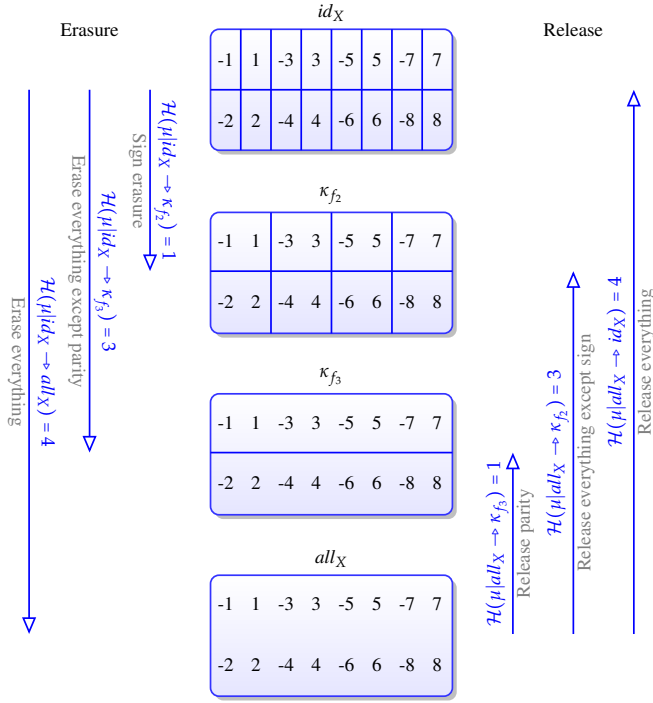 id_X
Erasure
Release
-1 1 -3 3 -5 5 -7 7
-2 2 -4 4 -6 6 -8 8
ℋ(μ|id_X ⇾ κ_{f_2}) = 1
Sign erasure
ℋ(μ|id_X ⇾ κ_{f_3}) = 3
Erase everything except parity
ℋ(μ|id_X ⇾ all_X) = 4
Erase everything
κ_{f_2}
-1 1 -3 3 -5 5 -7 7
-2 2 -4 4 -6 6 -8 8
κ_{f_3}
-1 1 -3 3 -5 5 -7 7
-2 2 -4 4 -6 6 -8 8
all_X
-1 1 -3 3 -5 5 -7 7
-2 2 -4 4 -6 6 -8 8
ℋ(μ|all_X ⇾ κ_{f_3}) = 1
Release parity
ℋ(μ|all_X ⇾ κ_{f_2}) = 3
Release everything except sign
ℋ(μ|all_X ⇾ id_X) = 4
Release everything